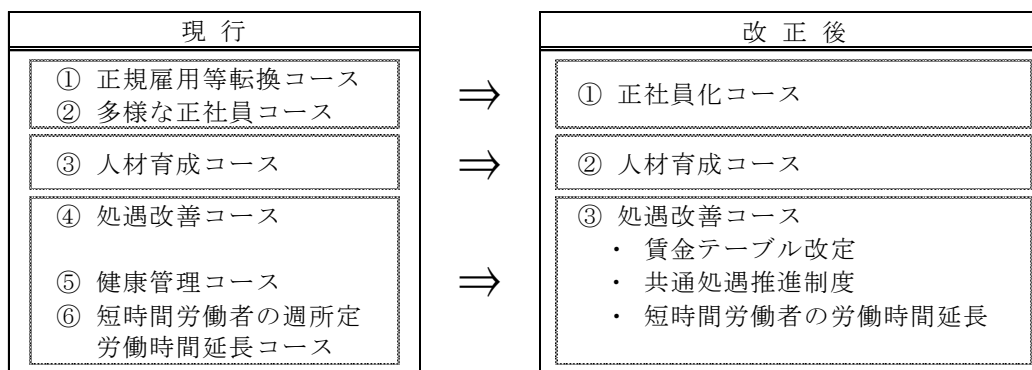 現 行
① 正規雇用等転換コース
② 多様な正社員コース
③ 人材育成コース
④ 処遇改善コース
⑤ 健康管理コース
⑥ 短時間労働者の週所定
労働時間延長コース
⇒
⇒
⇒
改 正 後
① 正社員化コース
② 人材育成コース
③ 処遇改善コース
・ 賃金テーブル改定
・ 共通処遇推進制度
・ 短時間労働者の労働時間延長